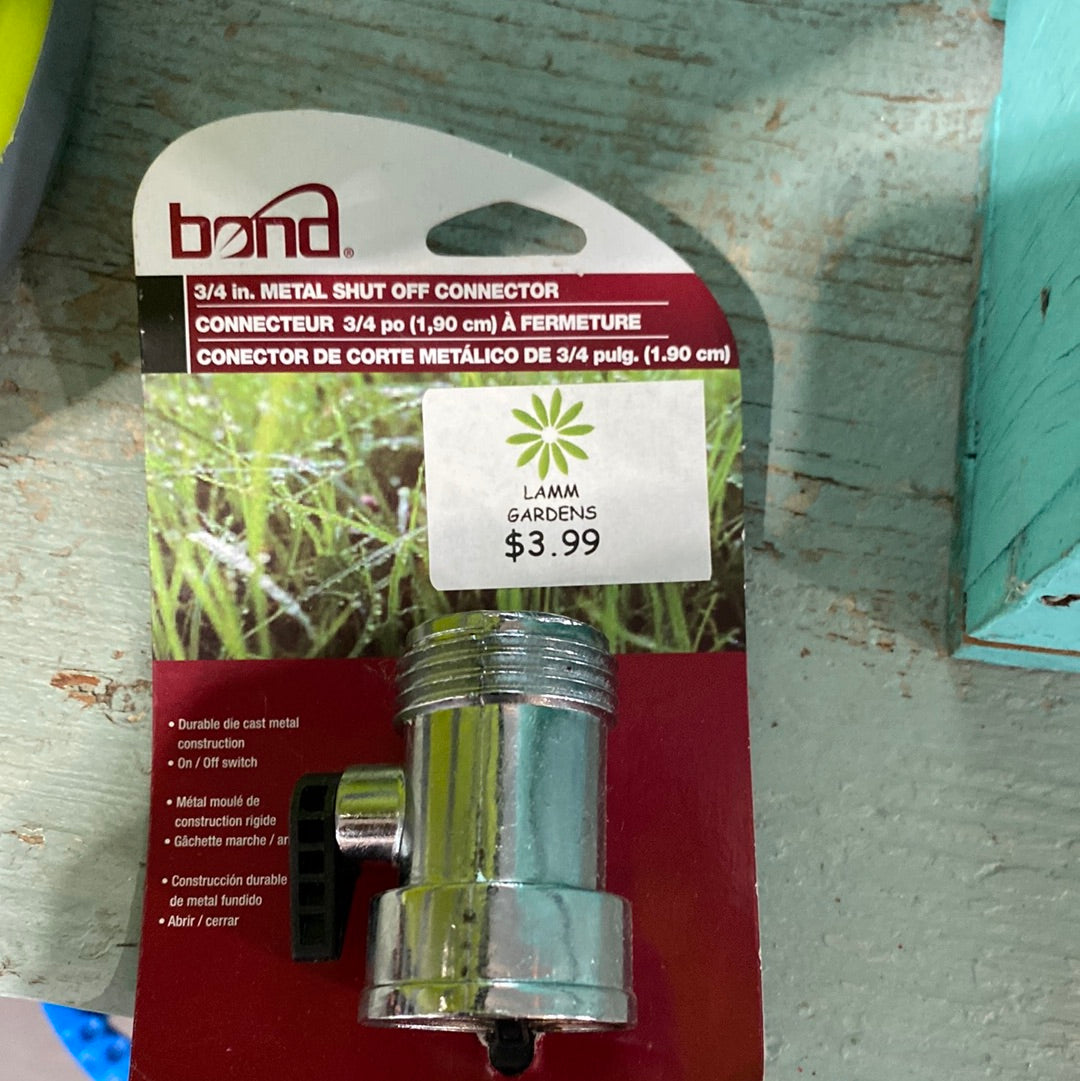 bond®
3/4 in. METAL SHUT OFF CONNECTOR
CONNECTEUR 3/4 po (1,90 cm) À FERMETURE
CONECTOR DE CORTE METÁLICO DE 3/4 pulg. (1.90 cm)
LAMM
GARDENS
$3.99
• Durable die cast metal
construction
• On / Off switch
• Métal moulé de
construction rigide
• Gâchette marche /
• Construcción durable
de metal fundido
• Abrir / cerrar